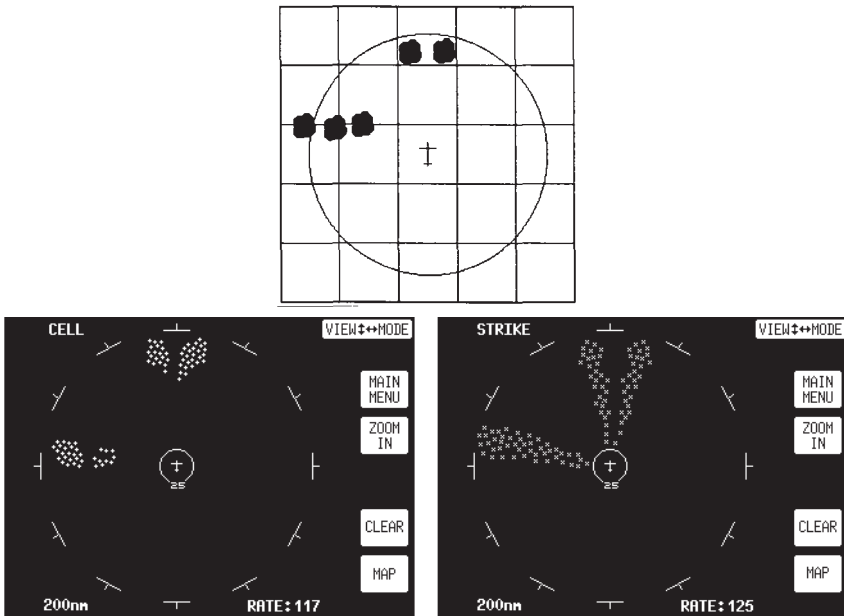 CELL
VIEW↕↔MODE
MAIN
MENU
ZOOM
IN
25
CLEAR
MAP
200nm
RATE:117
STRIKE
VIEW↕↔MODE
MAIN
MENU
ZOOM
IN
25
CLEAR
MAP
200nm
RATE:125